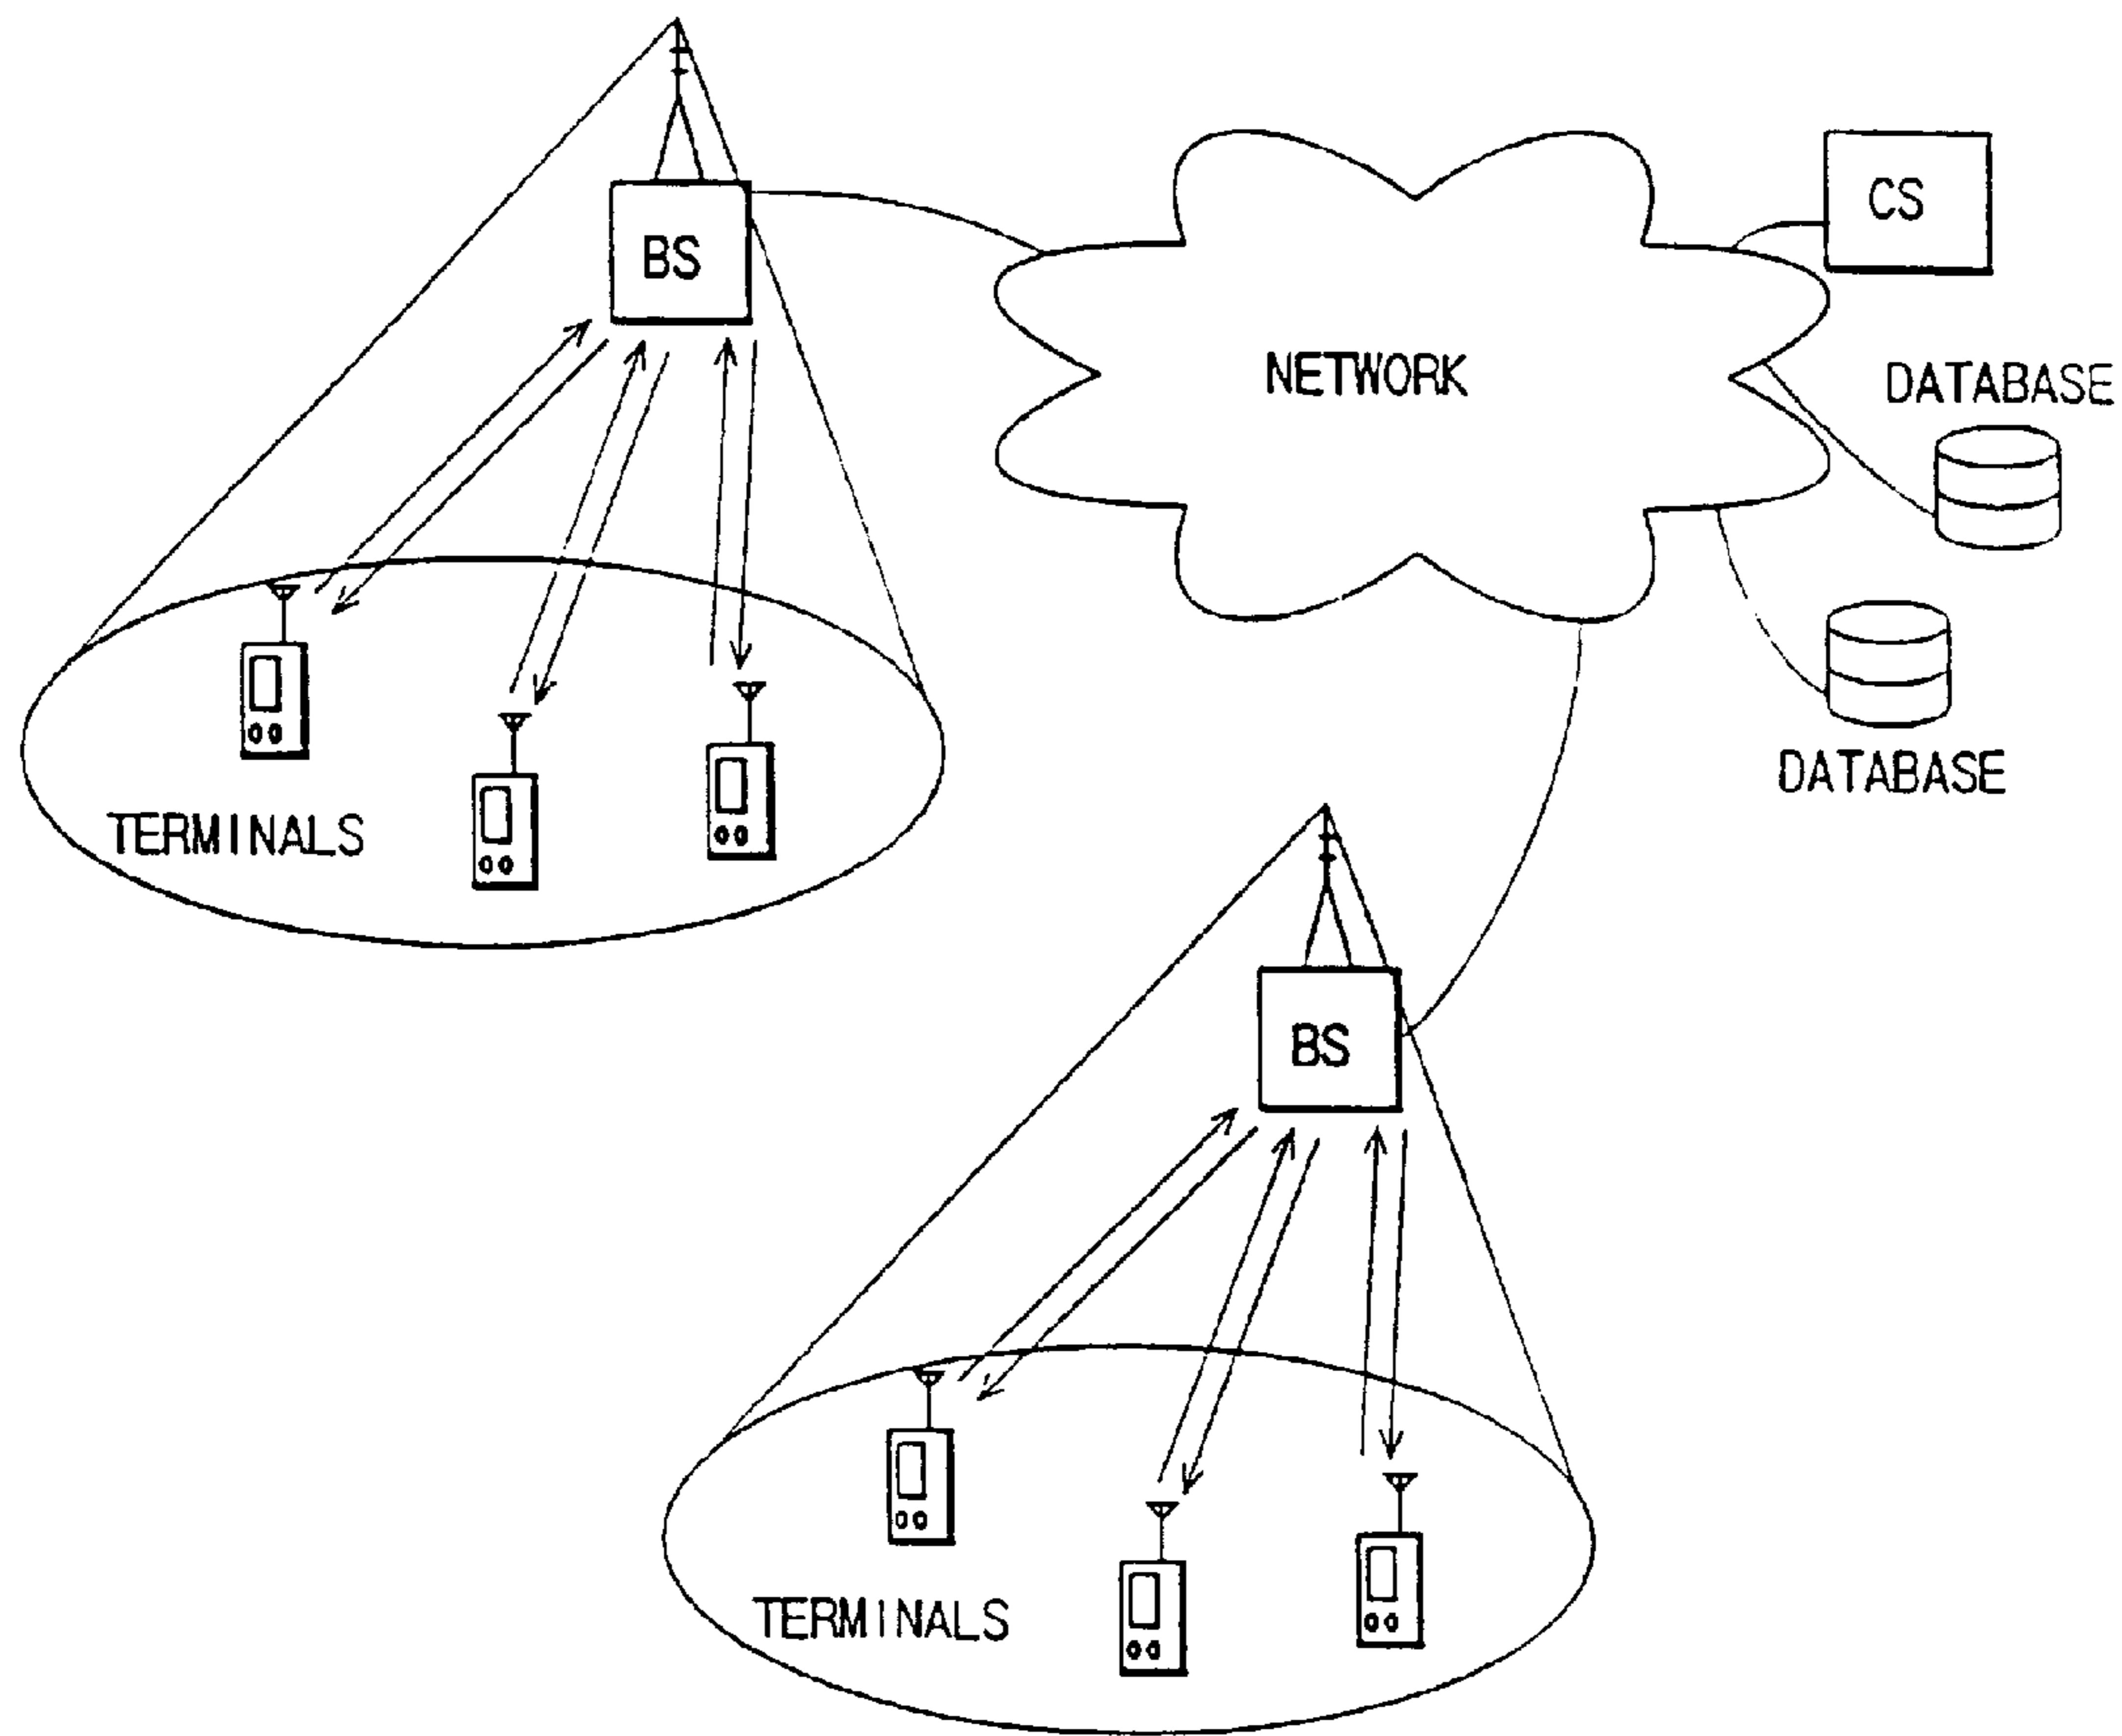 BS
CS
NETWORK
DATABASE
DATABASE
TERMINALS
BS
TERMINALS